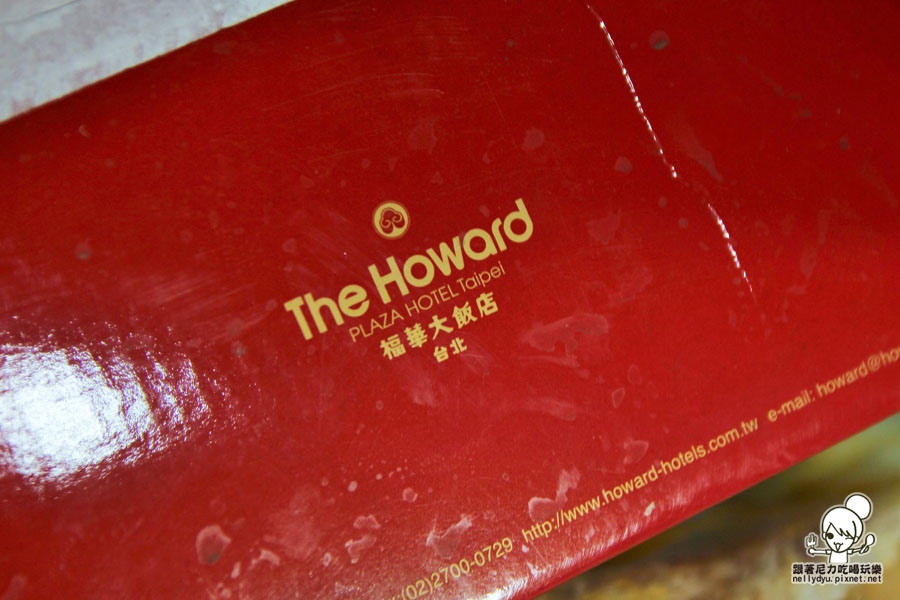 The Howard
PLAZA HOTEL Taipei
福華大飯店
台北
:(02)2700-0729 http://www.howard-hotels.com.tw e-mail: howard@ho
跟著尼力吃喝玩樂
nellydyu.pixnet.net